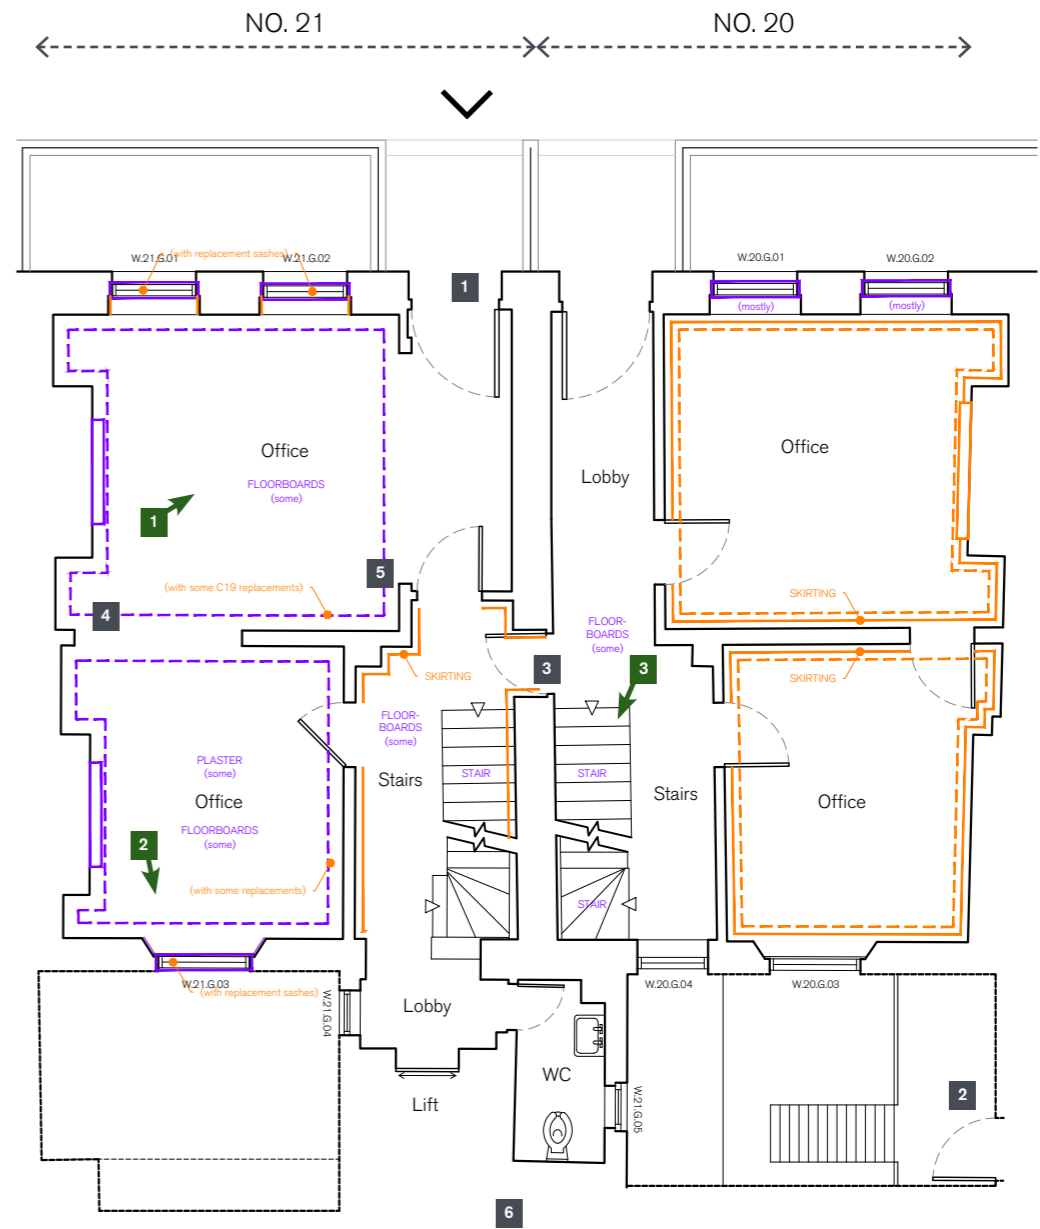 NO. 21
NO. 20
W.21.G.01
(with replacement sashes)
W.21.G.02
W.20.G.01
W.20.G.02
1
(mostly)
(mostly)
Office
FLOORBOARDS
(some)
Lobby
Office
1
5
(with some C19 replacements)
4
SKIRTING
FLOOR-
BOARDS
(some)
3
3
SKIRTING
SKIRTING
FLOOR-
BOARDS
(some)
PLASTER
(some)
Office
FLOORBOARDS
(some)
Stairs
STAIR
STAIR
Stairs
Office
2
(with some replacements)
STAIR
W.21.G.03
(with replacement sashes)
W.21.G.04
Lobby
W.20.G.04
W.20.G.03
WC
Lift
W.21.G.05
2
6